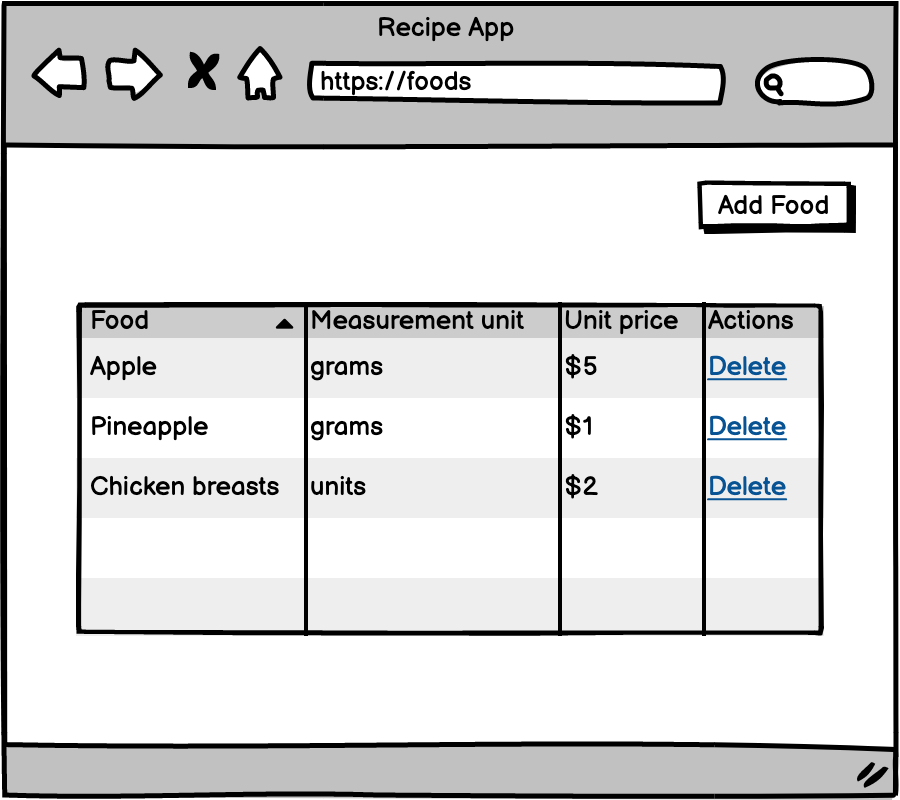 Recipe App
https://foods
Add Food
Food Measurement unit Unit price Actions
Apple grams $5 Delete
Pineapple grams $1 Delete
Chicken breasts units $2 Delete